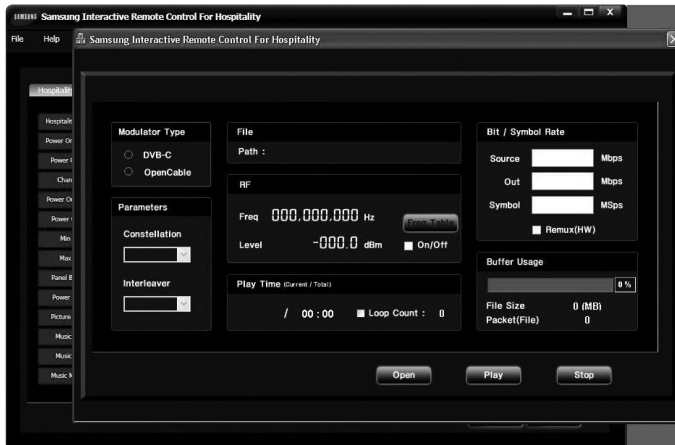 SAMSUNG Samsung Interactive Remote Control For Hospitality
File Help
Samsung Interactive Remote Control For Hospitality
Hospitali
Hospitalit
Power On
Power
Chan
Power On
Power
Min
Max
Panel B
Power
Picture
Music
Music
Music M
Modulator Type
DVB-C
OpenCable
Parameters
Constellation
Interleaver
File
Path :
RF
Freq 000,000,000 Hz
Freq Table
Level -000.0 dBm
On/Off
Play Time (Current / Total)
/ 00 : 00 Loop Count : 0
Bit / Symbol Rate
Source Mbps
Out Mbps
Symbol MSps
Remux(HW)
Buffer Usage
0 %
File Size 0 (MB)
Packet(File) 0
Open Play Stop